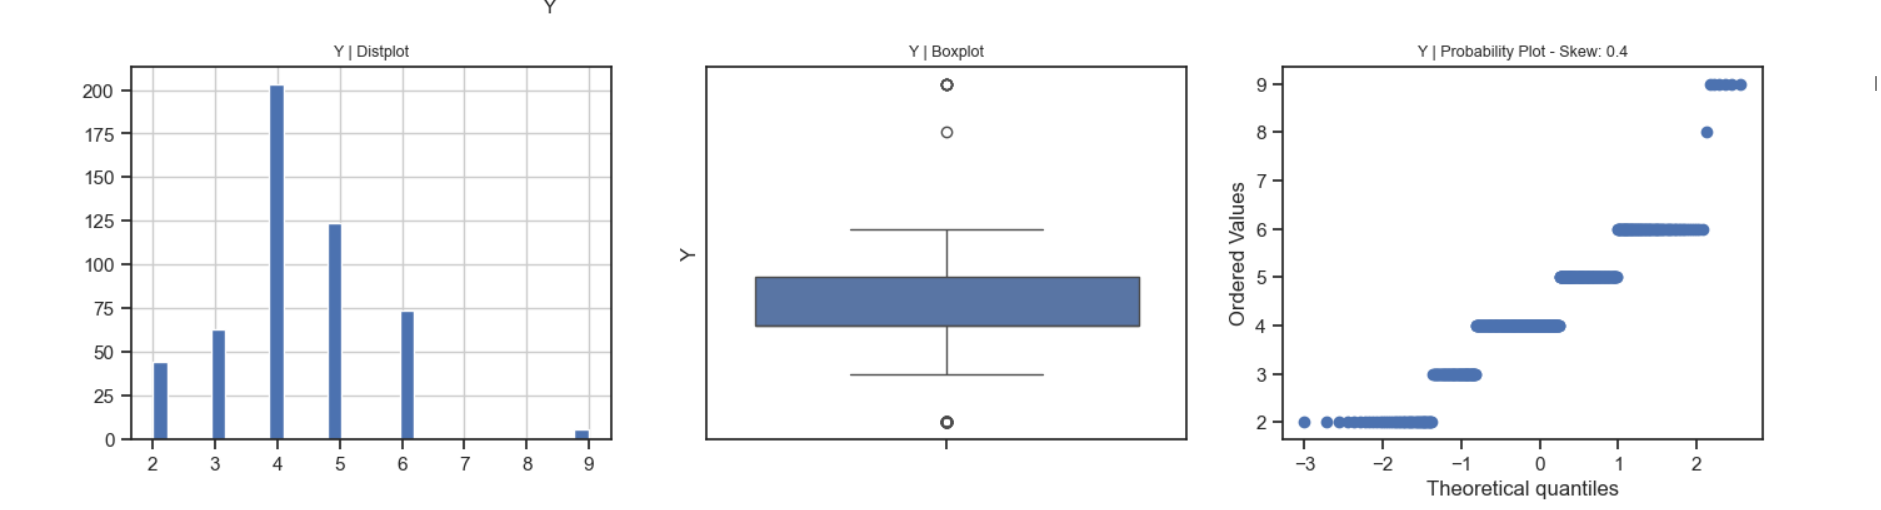 Y
Y | Distplot
200
175
150
125
100
75
50
25
0
2 3 4 5 6 7 8 9
Y | Boxplot
Y
Y | Probability Plot - Skew: 0.4
Ordered Values
9
8
7
6
5
4
3
2
−3 −2 −1 0 1 2
Theoretical quantiles